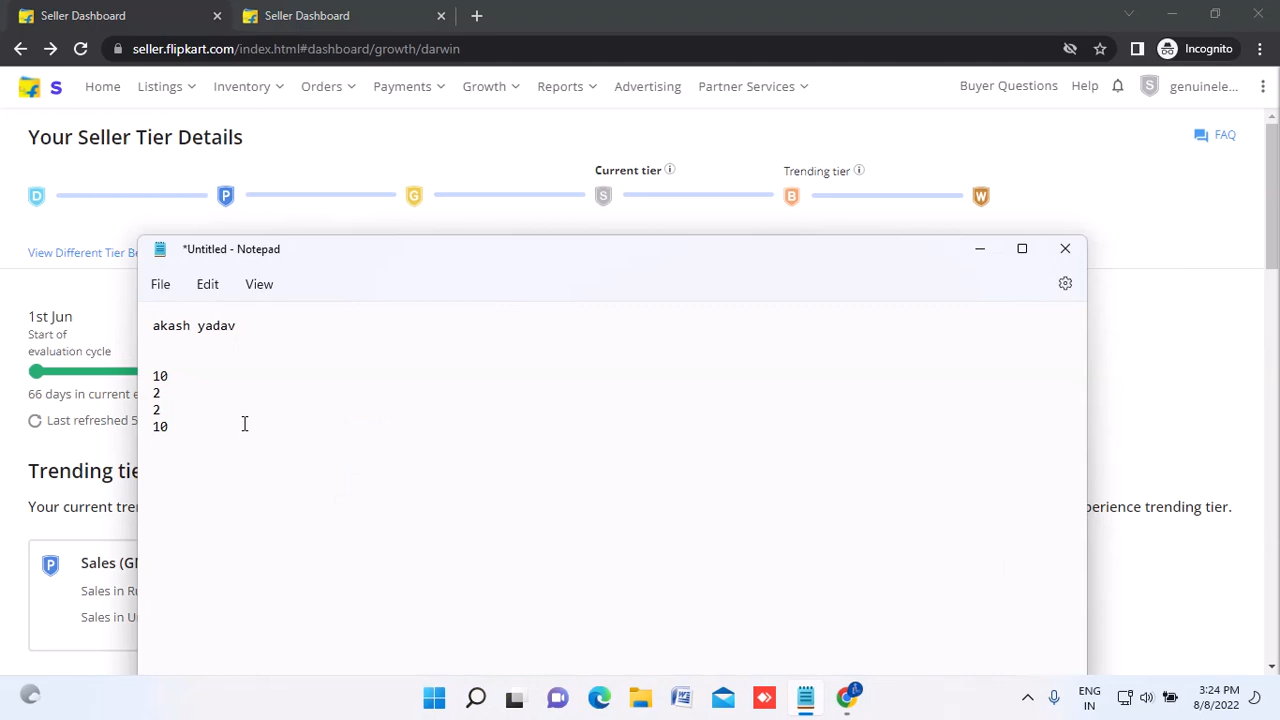 Seller Dashboard
Seller Dashboard
seller.flipkart.com/index.html#dashboard/growth/darwin
Incognito
S
Home Listings Inventory Orders Payments Growth Reports Advertising Partner Services Buyer Questions Help S genuinele...
Your Seller Tier Details
FAQ
Current tier
Trending tier
D P G S B W
View Different Tier Be
*Untitled - Notepad
File Edit View
akash yadav
10
2
2
10
1st Jun
Start of
evaluation cycle
66 days in current e
Last refreshed 5
Trending tie
Your current tre
perience trending tier.
P
Sales (G
Sales in Ru
Sales in U
ENG
IN
3:24 PM
8/8/2022